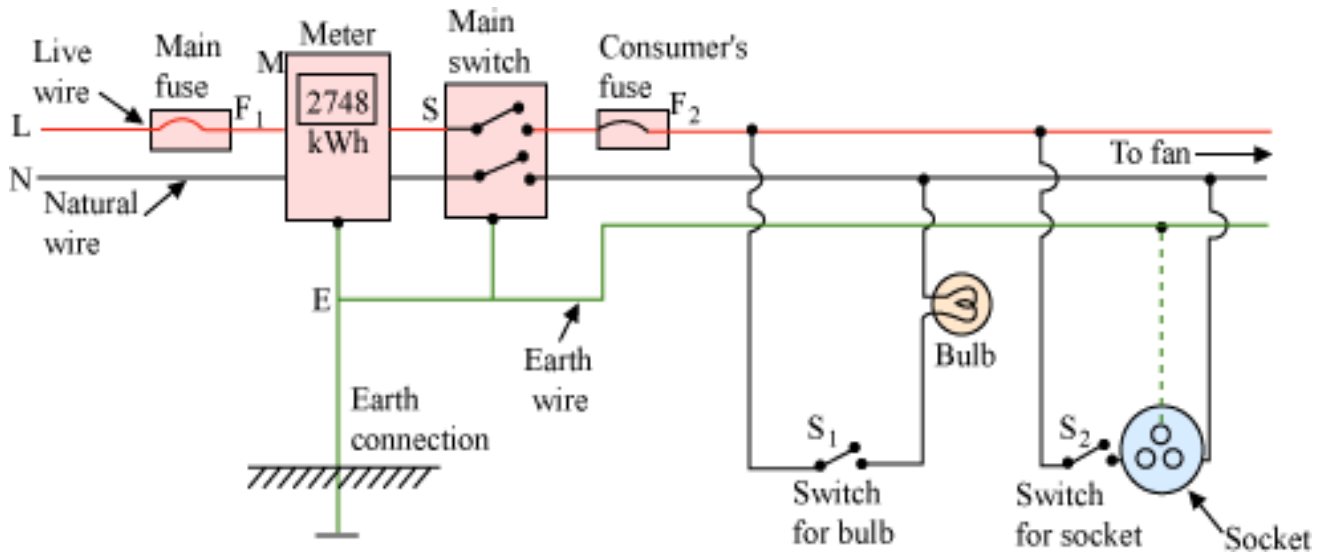 Live
wire
Main
fuse
Meter
Main
switch
Consumer's
fuse
M
2748
kWh
F1
S
F2
L
N
Natural
wire
To fan
E
Earth
wire
Earth
connection
Bulb
S1
Switch
for bulb
S2
Switch
for socket
Socket